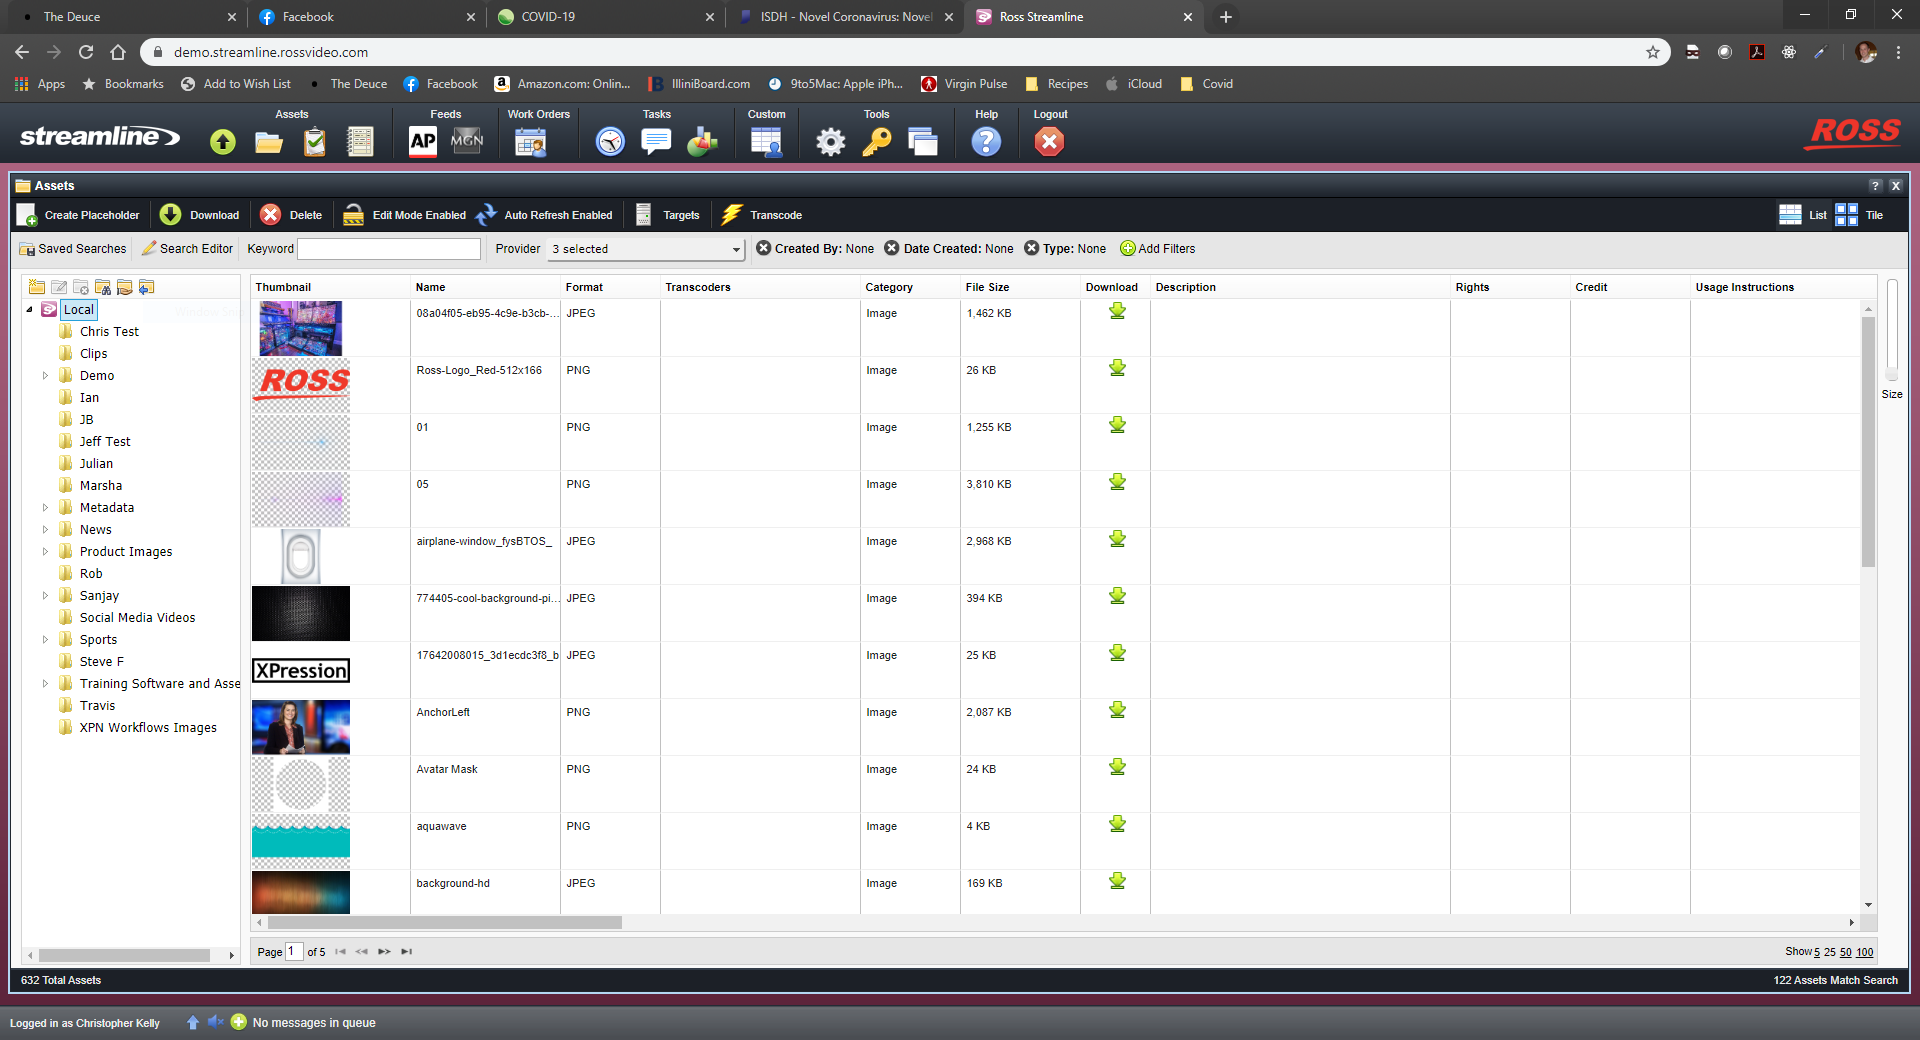 The Deuce
Facebook
COVID-19
ISDH - Novel Coronavirus: Novel
Ross Streamline
demo.streamline.rossvideo.com
Apps
Bookmarks
Add to Wish List
The Deuce
Facebook
Amazon.com: Onlin...
IlliniBoard.com
9to5Mac: Apple iPh...
Virgin Pulse
Recipes
iCloud
Covid
streamline
Assets
Feeds
Work Orders
Tasks
Custom
Tools
Help
Logout
AP
MGN
ROSS
Assets
Create Placeholder
Download
Delete
Edit Mode Enabled
Auto Refresh Enabled
Targets
Transcode
List
Tile
Saved Searches
Search Editor
Keyword
Provider
3 selected
Created By: None
Date Created: None
Type: None
Add Filters
Local
Chris Test
Clips
Demo
Ian
JB
Jeff Test
Julian
Marsha
Metadata
News
Product Images
Rob
Sanjay
Social Media Videos
Sports
Steve F
Training Software and Asse
Travis
XPN Workflows Images
Thumbnail Name Format Transcoders Category File Size Download Description Rights Credit Usage Instructions
08a04f05-eb95-4c9e-b3cb-... JPEG Image 1,462 KB
ROSS Ross-Logo_Red-512x166 PNG Image 26 KB
01 PNG Image 1,255 KB
05 PNG Image 3,810 KB
airplane-window_fysBTOS_ JPEG Image 2,968 KB
774405-cool-background-pi... JPEG Image 394 KB
XPression 17642008015_3d1ecdc3f8_b JPEG Image 25 KB
AnchorLeft PNG Image 2,087 KB
Avatar Mask PNG Image 24 KB
aquawave PNG Image 4 KB
background-hd JPEG Image 169 KB
Size
Page 1 of 5
Show 5 25 50 100
632 Total Assets
122 Assets Match Search
Logged in as Christopher Kelly
No messages in queue